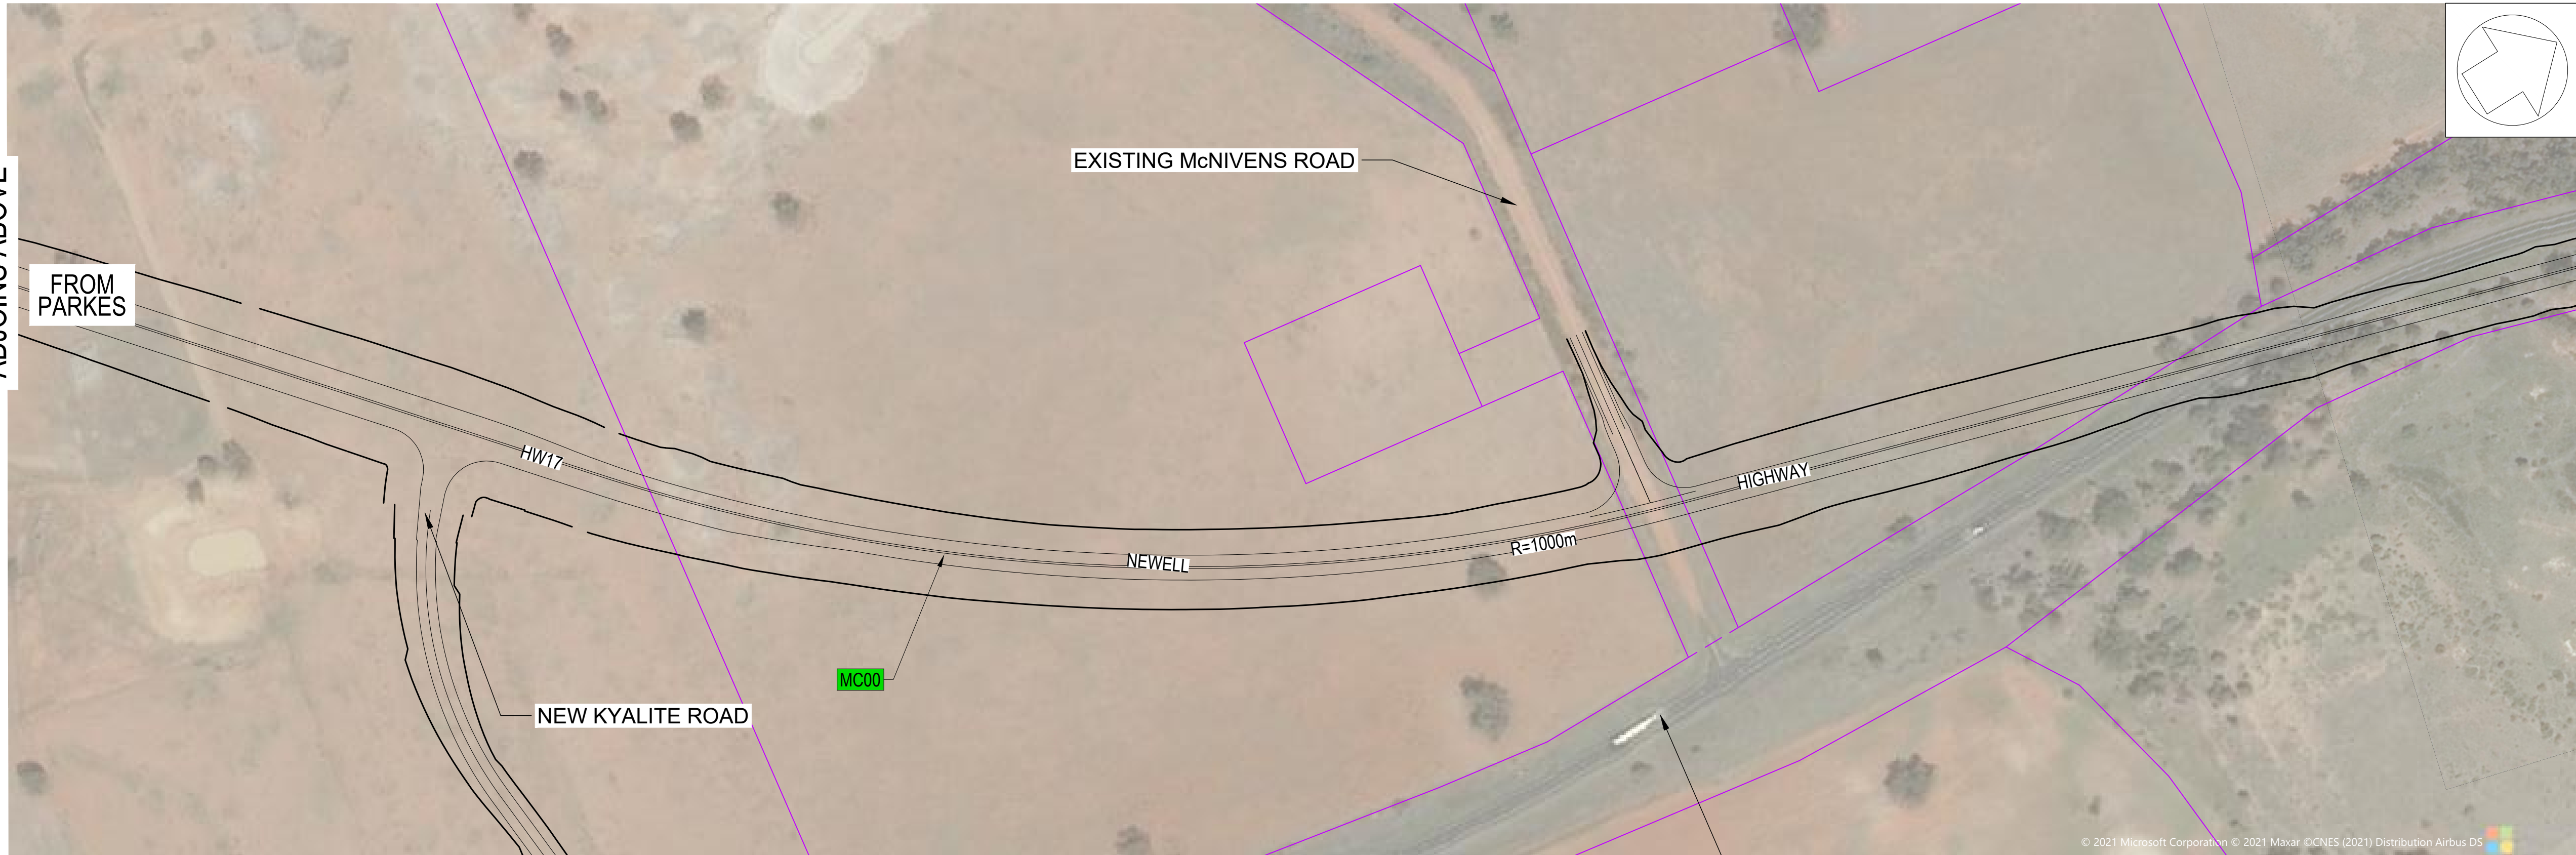 EXISTING McNIVENS ROAD
ADJOINS ABOVE
FROM
PARKES
HW17
HIGHWAY
R=1000m
NEWELL
MC00
NEW KYALITE ROAD
© 2021 Microsoft Corporation © 2021 Maxar ©CNES (2021) Distribution Airbus DS